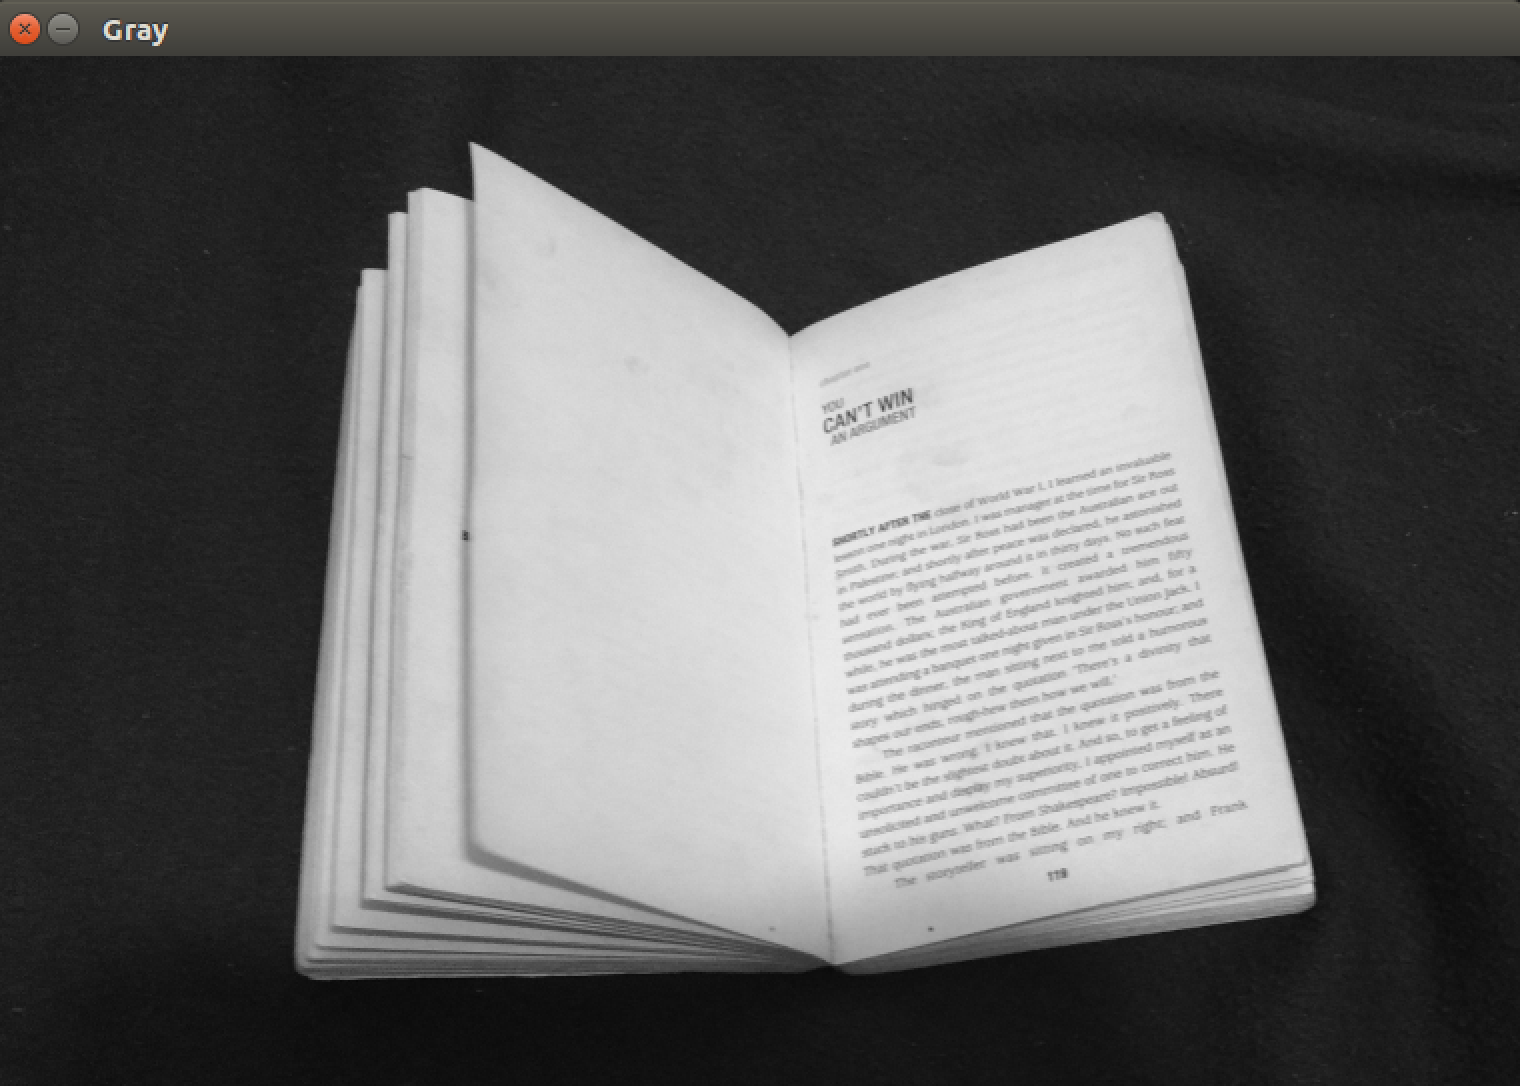 Gray
YOU
CAN'T WIN
AN ARGUMENT
SHORTLY AFTER THE close of World War I, I learned an invaluable
lesson one night in London. I was manager at the time for Sir Ross
Smith. During the war, Sir Ross had been the Australian ace out
in Palestine; and shortly after peace was declared, he astonished
the world by flying halfway around it in thirty days. No such feat
had ever been attempted before. It created a tremendous
sensation. The Australian government awarded him fifty
thousand dollars; the King of England knighted him; and, for a
while, he was the most talked-about man under the Union Jack. I
was attending a banquet one night given in Sir Ross's honour; and
during the dinner, the man sitting next to me told a humorous
story which hinged on the quotation 'There's a divinity that
shapes our ends, rough-hew them how we will.'
The raconteur mentioned that the quotation was from the
Bible. He was wrong. I knew that. I knew it positively. There
couldn't be the slightest doubt about it. And so, to get a feeling of
importance and display my superiority, I appointed myself as an
unsolicited and unwelcome committee of one to correct him. He
stuck to his guns. What? From Shakespeare? Impossible! Absurd!
That quotation was from the Bible. And he knew it.
The storyteller was sitting on my right; and Frank